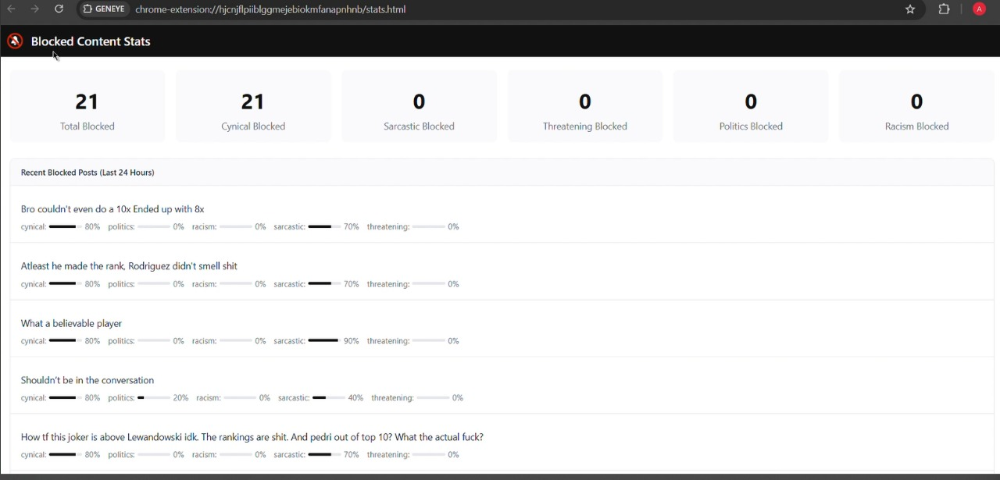 GENEYE chrome-extension://hjcnjflpiiblggmejebiokmfanapnhnb/stats.html A
Blocked Content Stats
21 21 0 0 0 0
Total Blocked Cynical Blocked Sarcastic Blocked Threatening Blocked Politics Blocked Racism Blocked
Recent Blocked Posts (Last 24 Hours)
Bro couldn't even do a 10x Ended up with 8x
cynical: 80% politics: 0% racism: 0% sarcastic: 70% threatening: 0%
Atleast he made the rank, Rodriguez didn't smell shit
cynical: 80% politics: 0% racism: 0% sarcastic: 70% threatening: 0%
What a believable player
cynical: 80% politics: 0% racism: 0% sarcastic: 90% threatening: 0%
Shouldn't be in the conversation
cynical: 80% politics: 20% racism: 0% sarcastic: 40% threatening: 0%
How tf this joker is above Lewandowski idk. The rankings are shit. And pedri out of top 10? What the actual fuck?
cynical: 80% politics: 0% racism: 0% sarcastic: 70% threatening: 0%